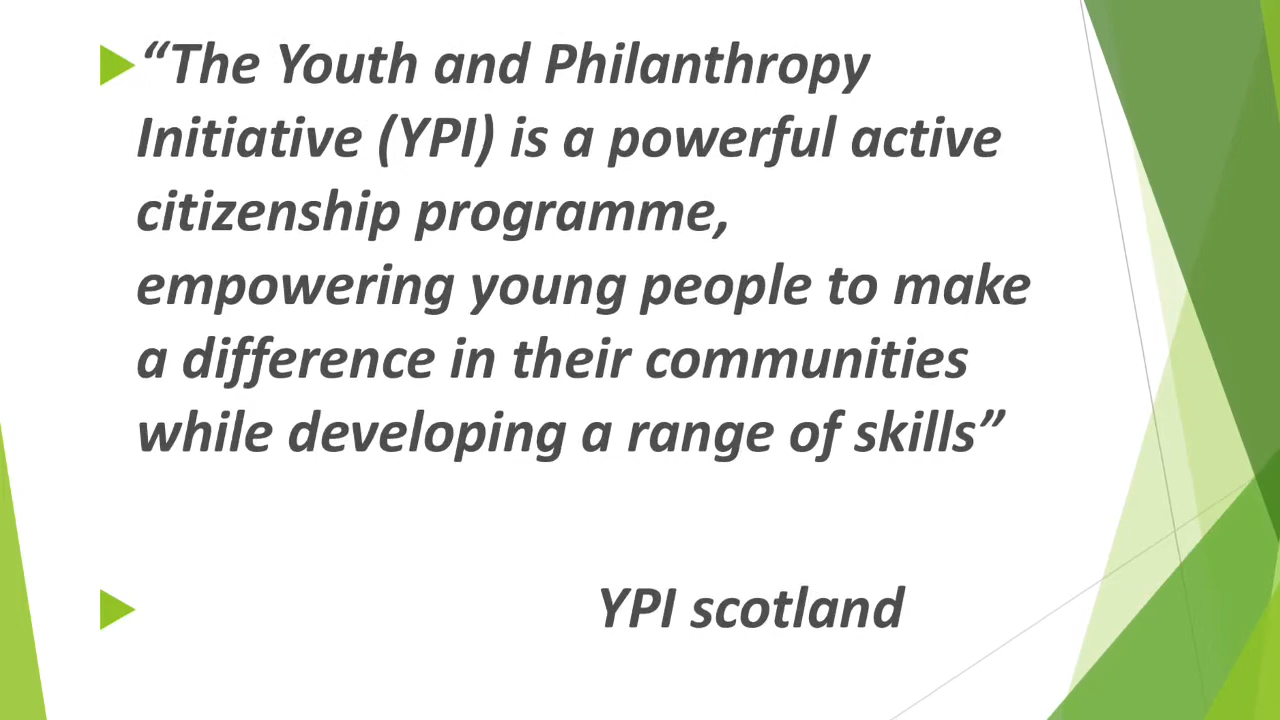 “The Youth and Philanthropy
Initiative (YPI) is a powerful active
citizenship programme,
empowering young people to make
a difference in their communities
while developing a range of skills”
YPI scotland